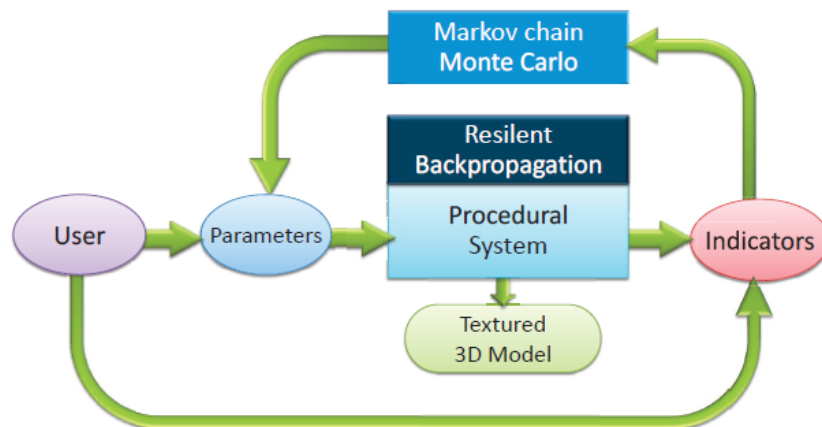 Markov chain
Monte Carlo
Resilent
Backpropagation
User
Parameters
Procedural
System
Indicators
Textured
3D Model